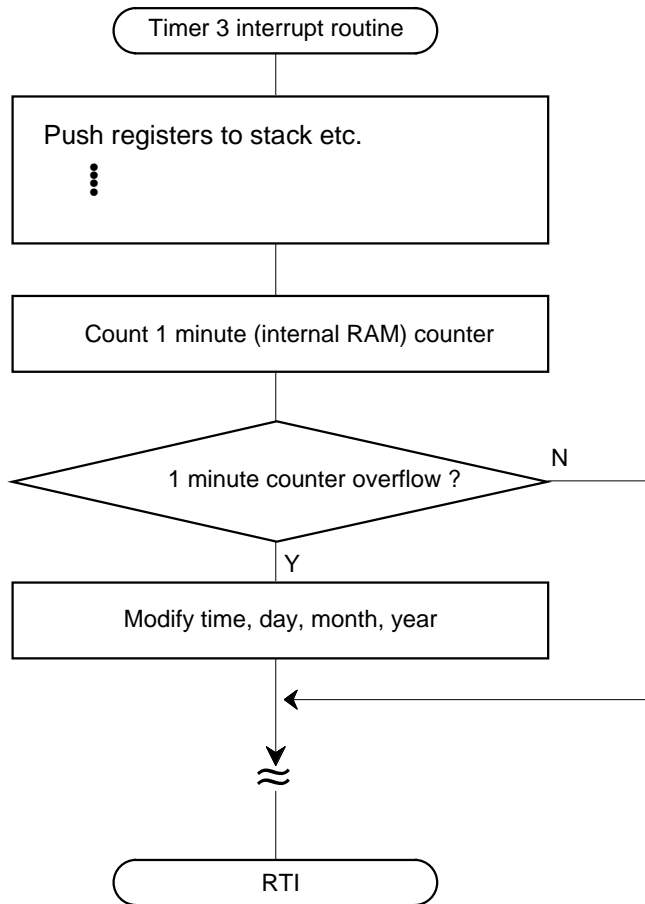 Timer 3 interrupt routine
Push registers to stack etc.
Count 1 minute (internal RAM) counter
1 minute counter overflow ?
N
Y
Modify time, day, month, year
RTI